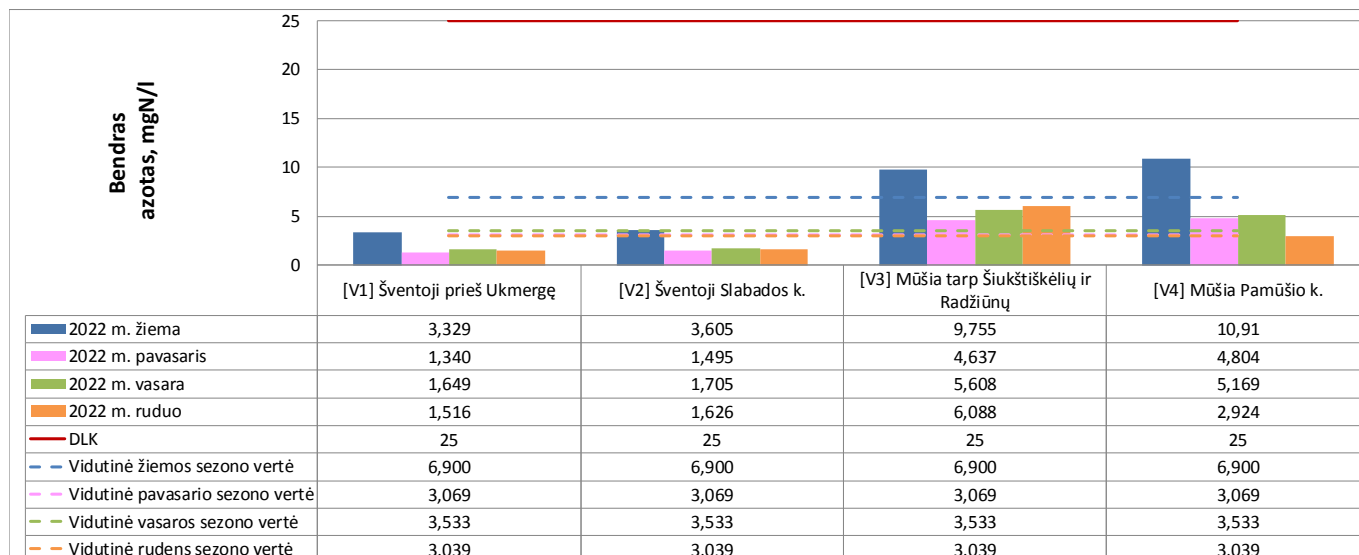 Bendras
azotas, mgN/l
25
20
15
10
5
0
[V1] Šventoji prieš Ukmergę [V2] Šventoji Slabados k. [V3] Mūšia tarp Šiukštiškėlių ir Radžiūnų [V4] Mūšia Pamūšio k.
2022 m. žiema 3,329 3,605 9,755 10,91
2022 m. pavasaris 1,340 1,495 4,637 4,804
2022 m. vasara 1,649 1,705 5,608 5,169
2022 m. ruduo 1,516 1,626 6,088 2,924
DLK 25 25 25 25
Vidutinė žiemos sezono vertė 6,900 6,900 6,900 6,900
Vidutinė pavasario sezono vertė 3,069 3,069 3,069 3,069
Vidutinė vasaros sezono vertė 3,533 3,533 3,533 3,533
Vidutinė rudens sezono vertė 3,039 3,039 3,039 3,039